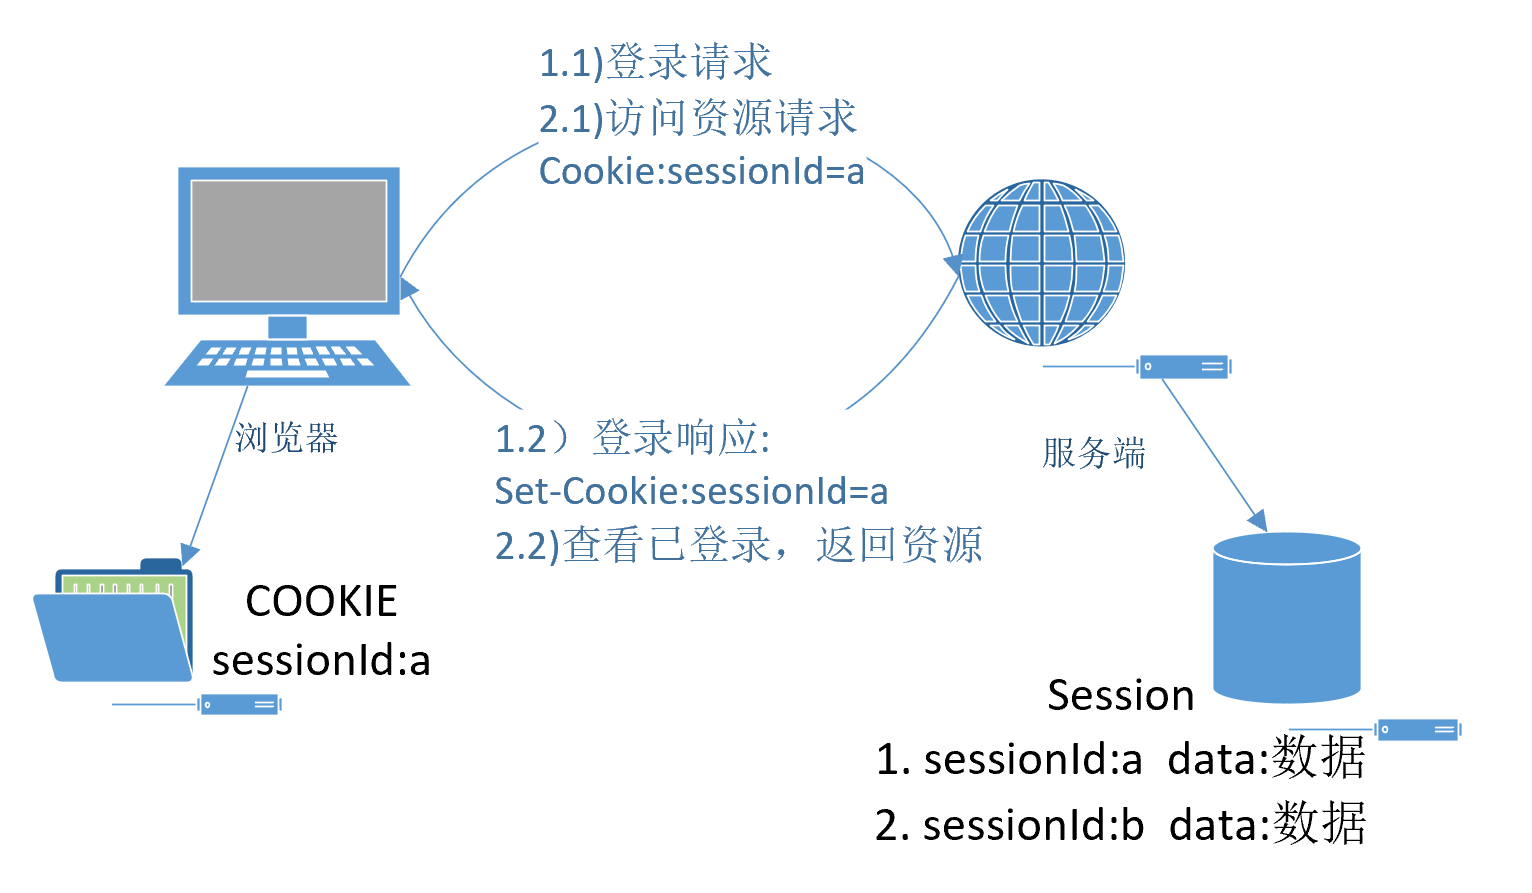 1.1)登录请求
2.1)访问资源请求
Cookie:sessionId=a
浏览器
1.2）登录响应:
Set-Cookie:sessionId=a
2.2)查看已登录，返回资源
服务端
COOKIE
sessionId:a
Session
1. sessionId:a  data:数据
2. sessionId:b  data:数据